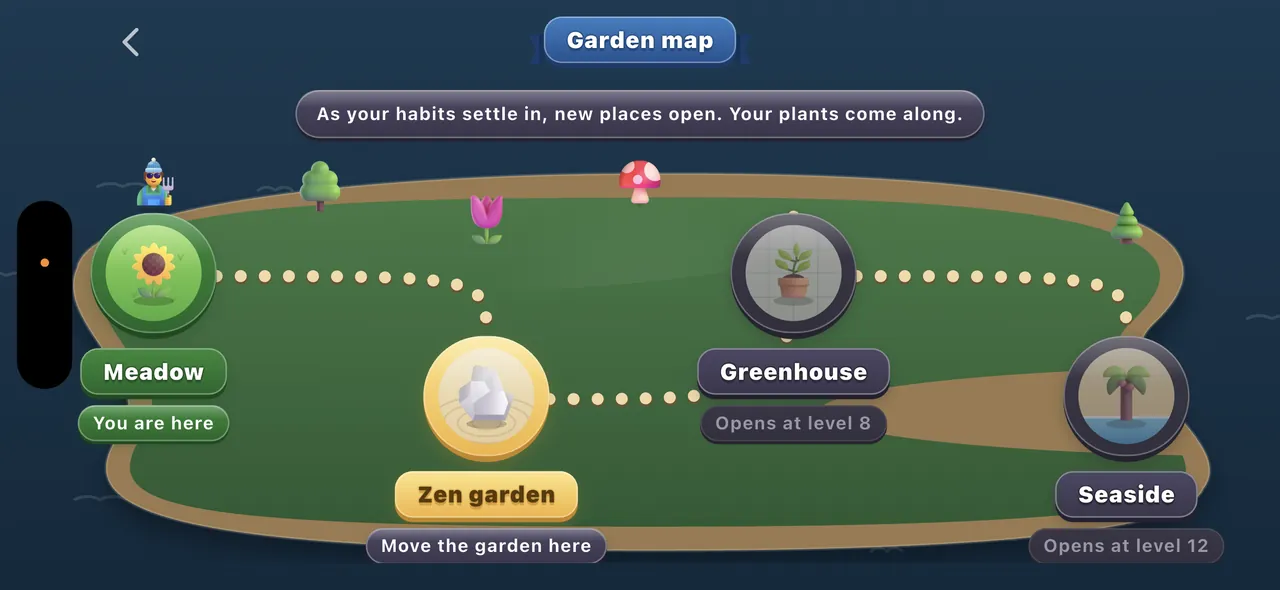 Garden map
As your habits settle in, new places open. Your plants come along.
Meadow
You are here
Zen garden
Move the garden here
Greenhouse
Opens at level 8
Seaside
Opens at level 12